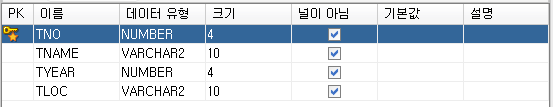 PK 이름 데이터 유형 크기 널이 아님 기본값 설명
TNO NUMBER 4
TNAME VARCHAR2 10
TYEAR NUMBER 4
TLOC VARCHAR2 10